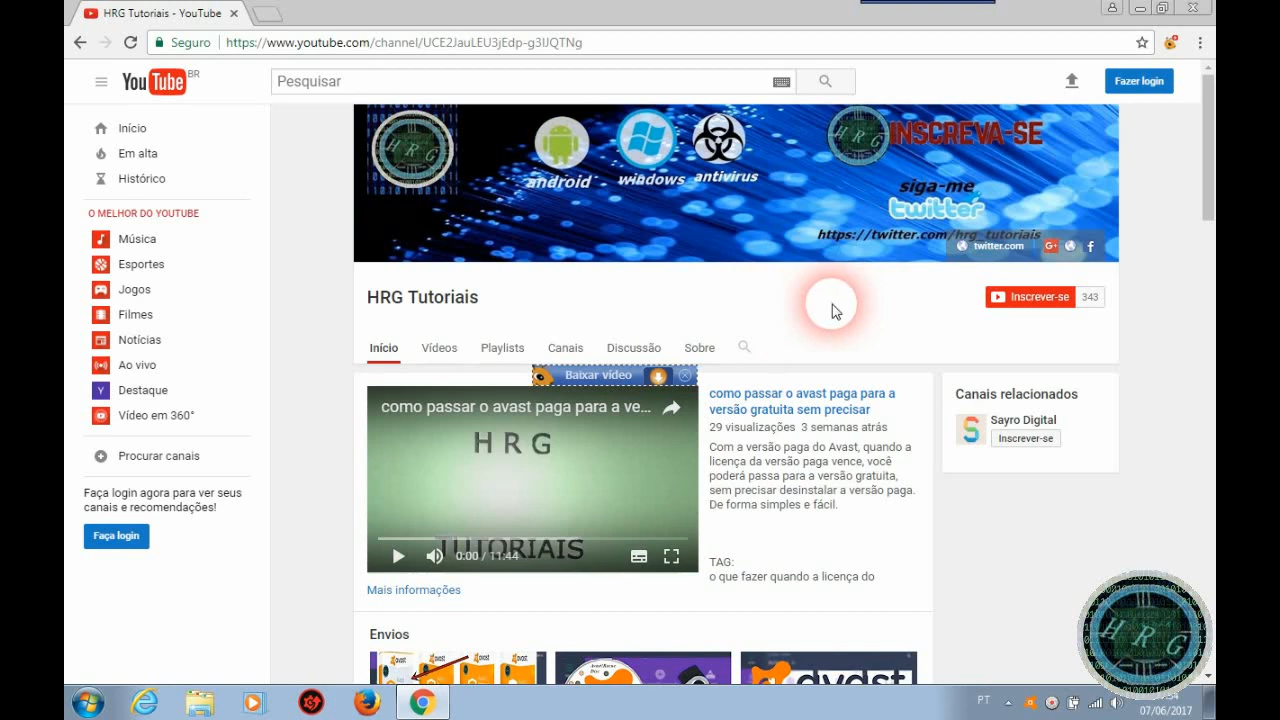 HRG Tutoriais - YouTube
Seguro
https://www.youtube.com/channel/UCE2JauLEU3jEdp-g3IJQTNg
YouTube BR
Pesquisar
Fazer login
Início
Em alta
Histórico
O MELHOR DO YOUTUBE
Música
Esportes
Jogos
Filmes
Notícias
Ao vivo
Destaque
Vídeo em 360°
Procurar canais
Faça login agora para ver seus
canais e recomendações!
Faça login
HRG
android
windows
antivirus
HRG
INSCREVA-SE
siga-me
twitter
https://twitter.com/hrg_tutoriais
twitter.com
HRG Tutoriais
Inscrever-se
343
Início
Vídeos
Playlists
Canais
Discussão
Sobre
Baixar vídeo
como passar o avast paga para a ve...
H R G
TUTORIAIS
0:00 / 11:44
Mais informações
como passar o avast paga para a
versão gratuita sem precisar
29 visualizações 3 semanas atrás
Com a versão paga do Avast, quando a
licença da versão paga vence, você
poderá passa para a versão gratuita,
sem precisar desinstalar a versão paga.
De forma simples e fácil.
TAG:
o que fazer quando a licença do
Canais relacionados
Sayro Digital
Inscrever-se
Envios
avast
HRG
PT
07/06/2017